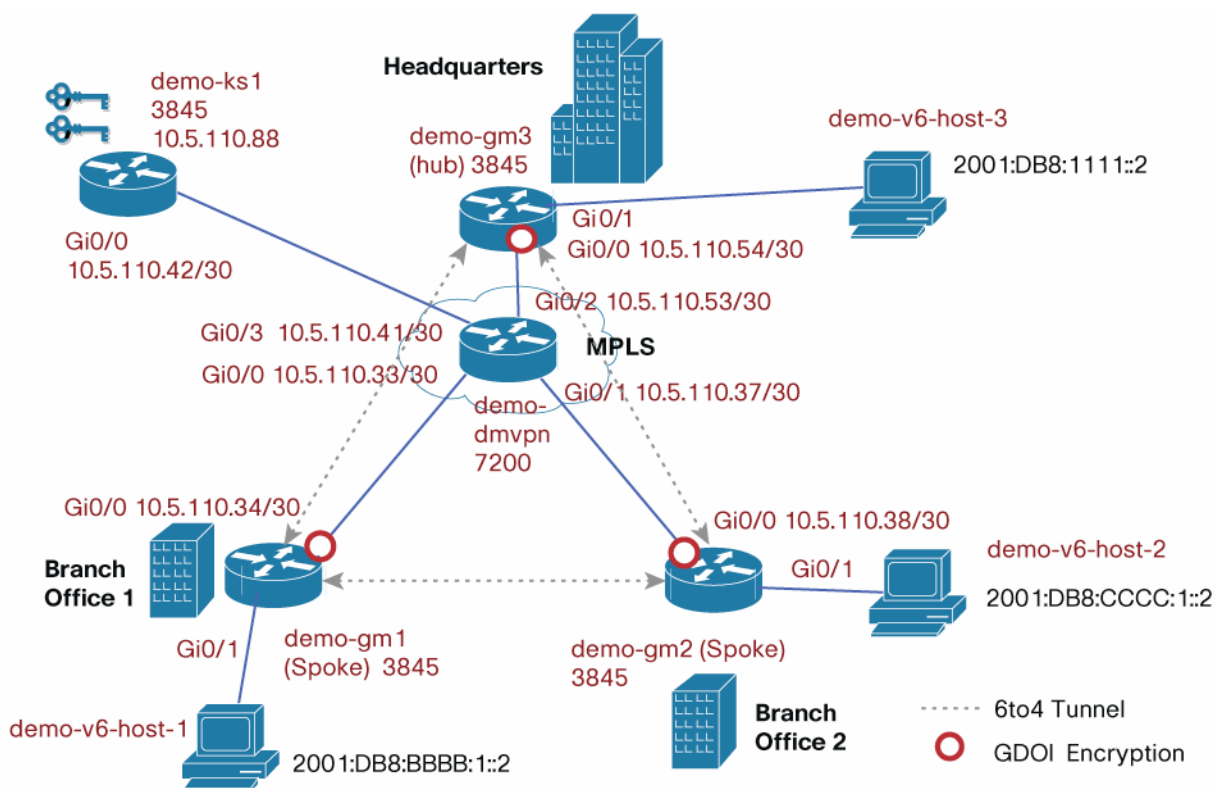 Headquarters
demo-ks1
3845
10.5.110.88
demo-gm3
(hub) 3845
demo-v6-host-3
2001:DB8:1111::2
Gi0/0
10.5.110.42/30
Gi0/1
Gi0/0 10.5.110.54/30
Gi0/2 10.5.110.53/30
Gi0/3 10.5.110.41/30
MPLS
Gi0/0 10.5.110.33/30
Gi0/1 10.5.110.37/30
demo-
dmvpn
7200
Gi0/0 10.5.110.34/30
Gi0/0 10.5.110.38/30
Branch
Office 1
demo-v6-host-2
Gi0/1
2001:DB8:CCCC:1::2
Gi0/1
demo-gm1
(Spoke) 3845
demo-gm2 (Spoke)
3845
demo-v6-host-1
2001:DB8:BBBB:1::2
Branch
Office 2
6to4 Tunnel
GDOI Encryption